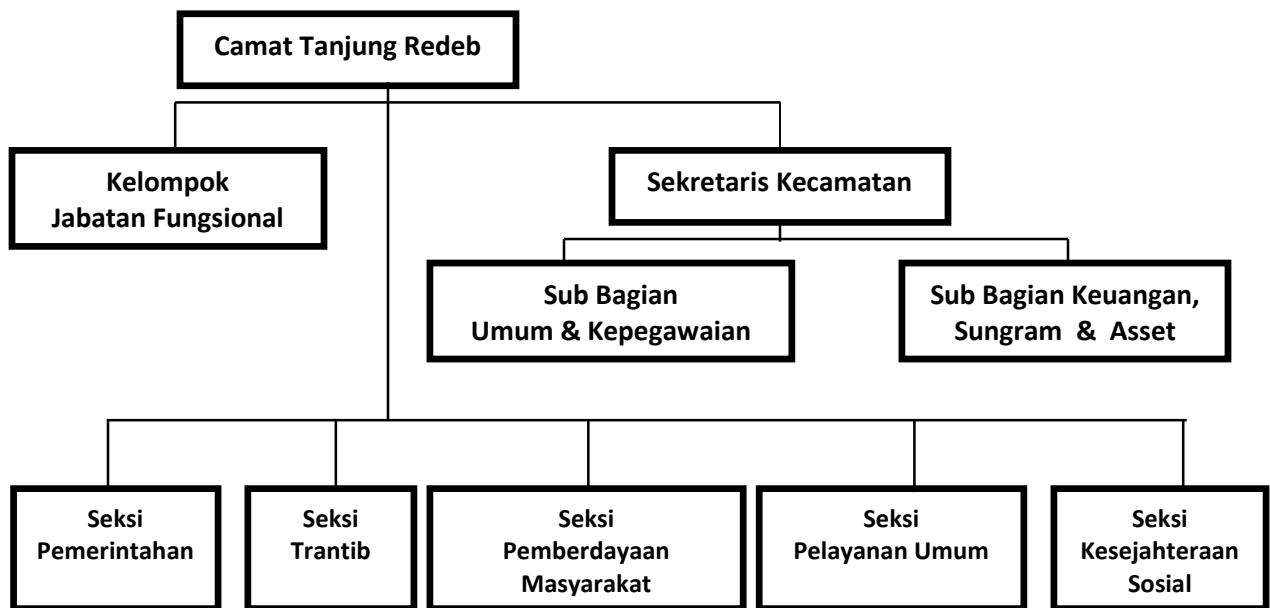 Camat Tanjung Redeb
Kelompok
Jabatan Fungsional
Sekretaris Kecamatan
Sub Bagian
Umum & Kepegawaian
Sub Bagian Keuangan,
Sungram & Asset
Seksi
Pemerintahan
Seksi
Trantib
Seksi
Pemberdayaan
Masyarakat
Seksi
Pelayanan Umum
Seksi
Kesejahteraan
Sosial